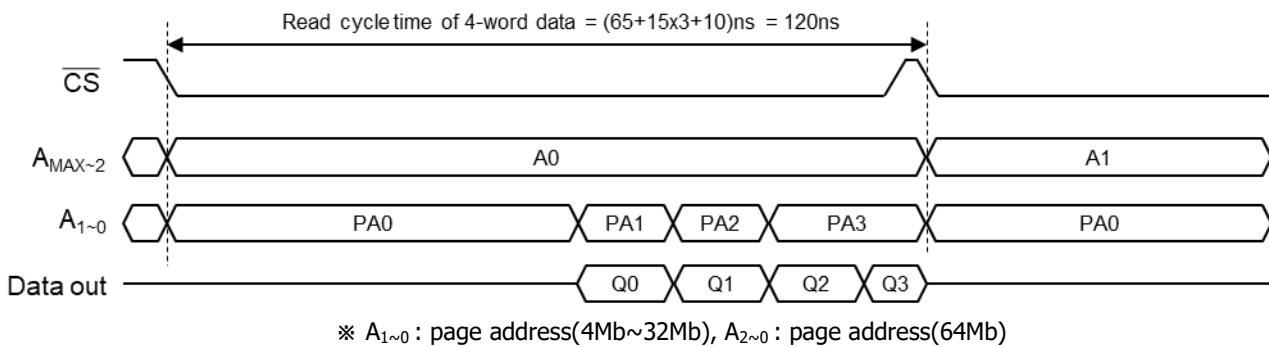 Read cycle time of 4-word data = (65+15x3+10)ns = 120ns
CS
AMAX~2 A0 A1
A1~0 PA0 PA1 PA2 PA3 PA0
Data out Q0 Q1 Q2 Q3
※ A1~0 : page address(4Mb~32Mb), A2~0 : page address(64Mb)